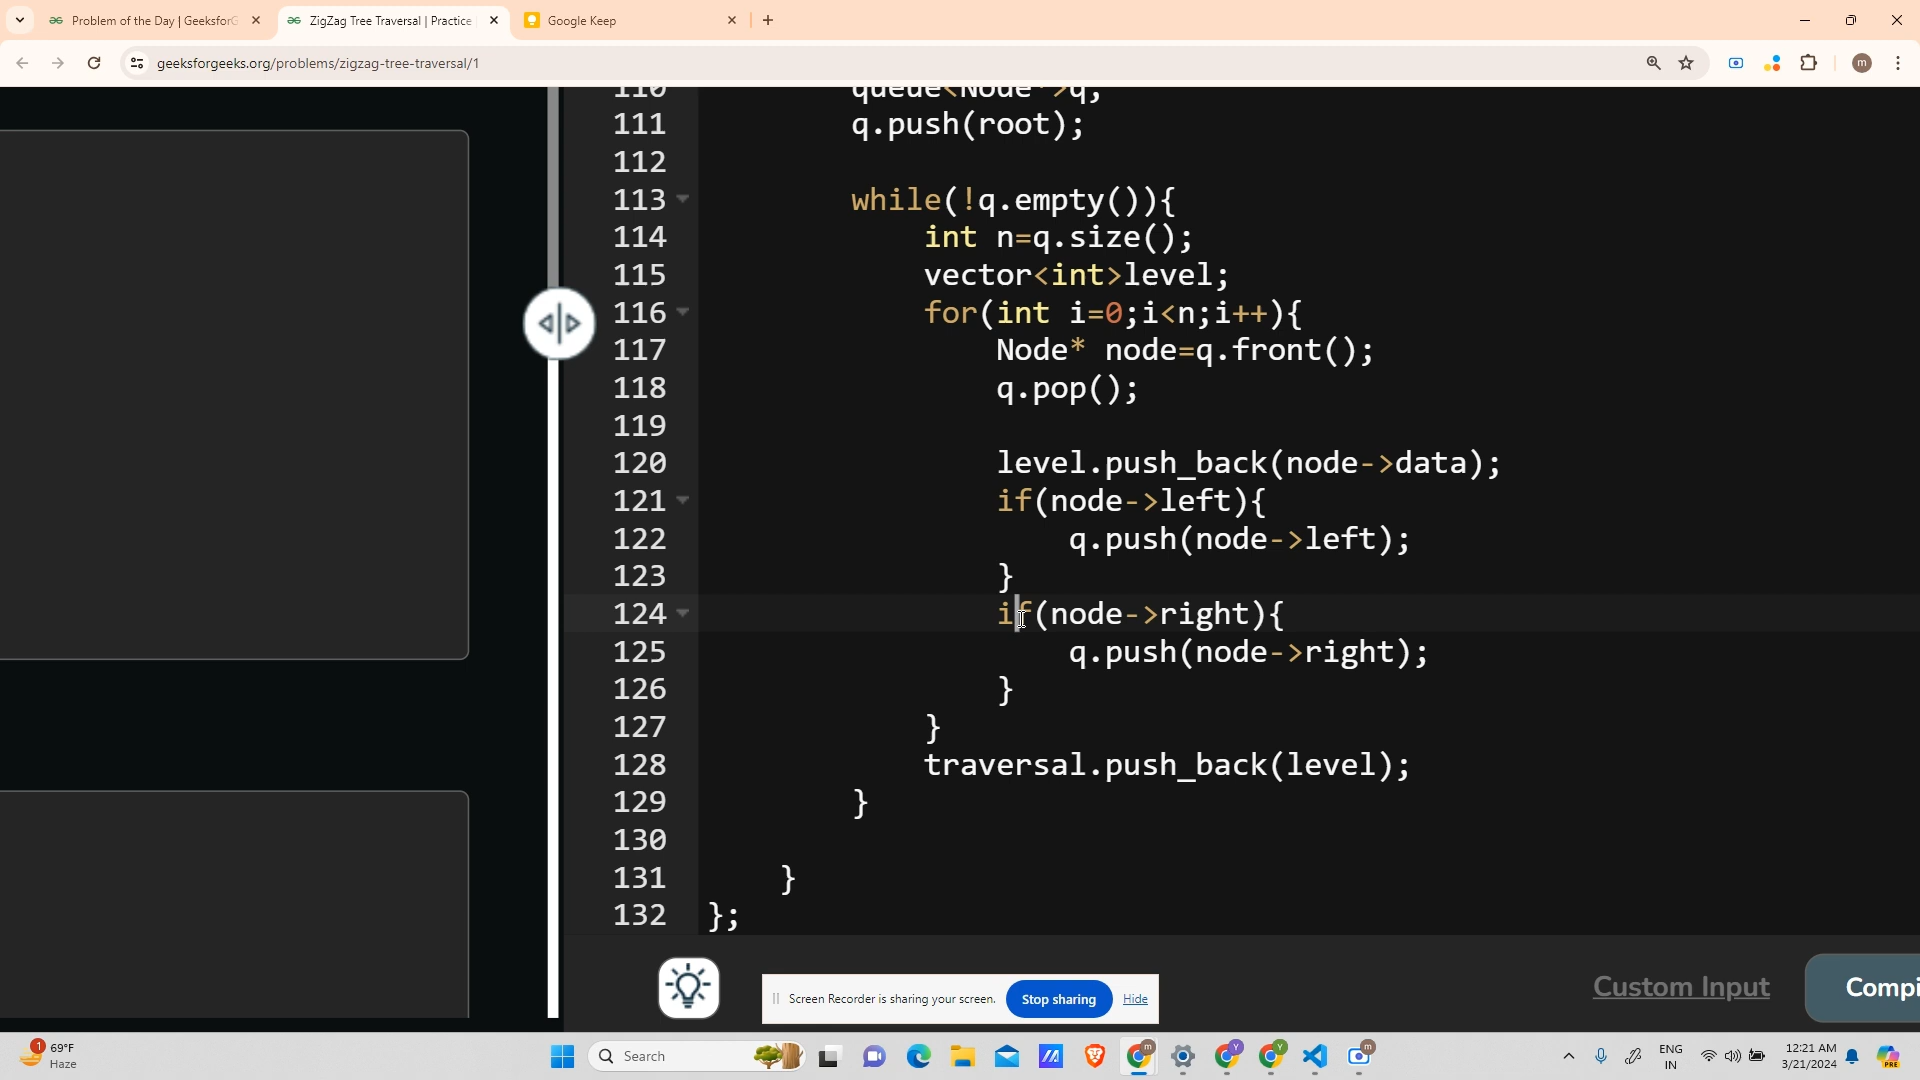 Problem of the Day | GeeksforG
ZigZag Tree Traversal | Practice
Google Keep
geeksforgeeks.org/problems/zigzag-tree-traversal/1
110 queue<Node*>q;
111 q.push(root);
112
113 while(!q.empty()){
114 int n=q.size();
115 vector<int>level;
116 for(int i=0;i<n;i++){
117 Node* node=q.front();
118 q.pop();
119
120 level.push_back(node->data);
121 if(node->left){
122 q.push(node->left);
123 }
124 if(node->right){
125 q.push(node->right);
126 }
127 }
128 traversal.push_back(level);
129 }
130
131 }
132 };
Custom Input
Compi
Screen Recorder is sharing your screen.
Stop sharing
Hide
1
69°F
Haze
Search
ENG
IN
12:21 AM
3/21/2024